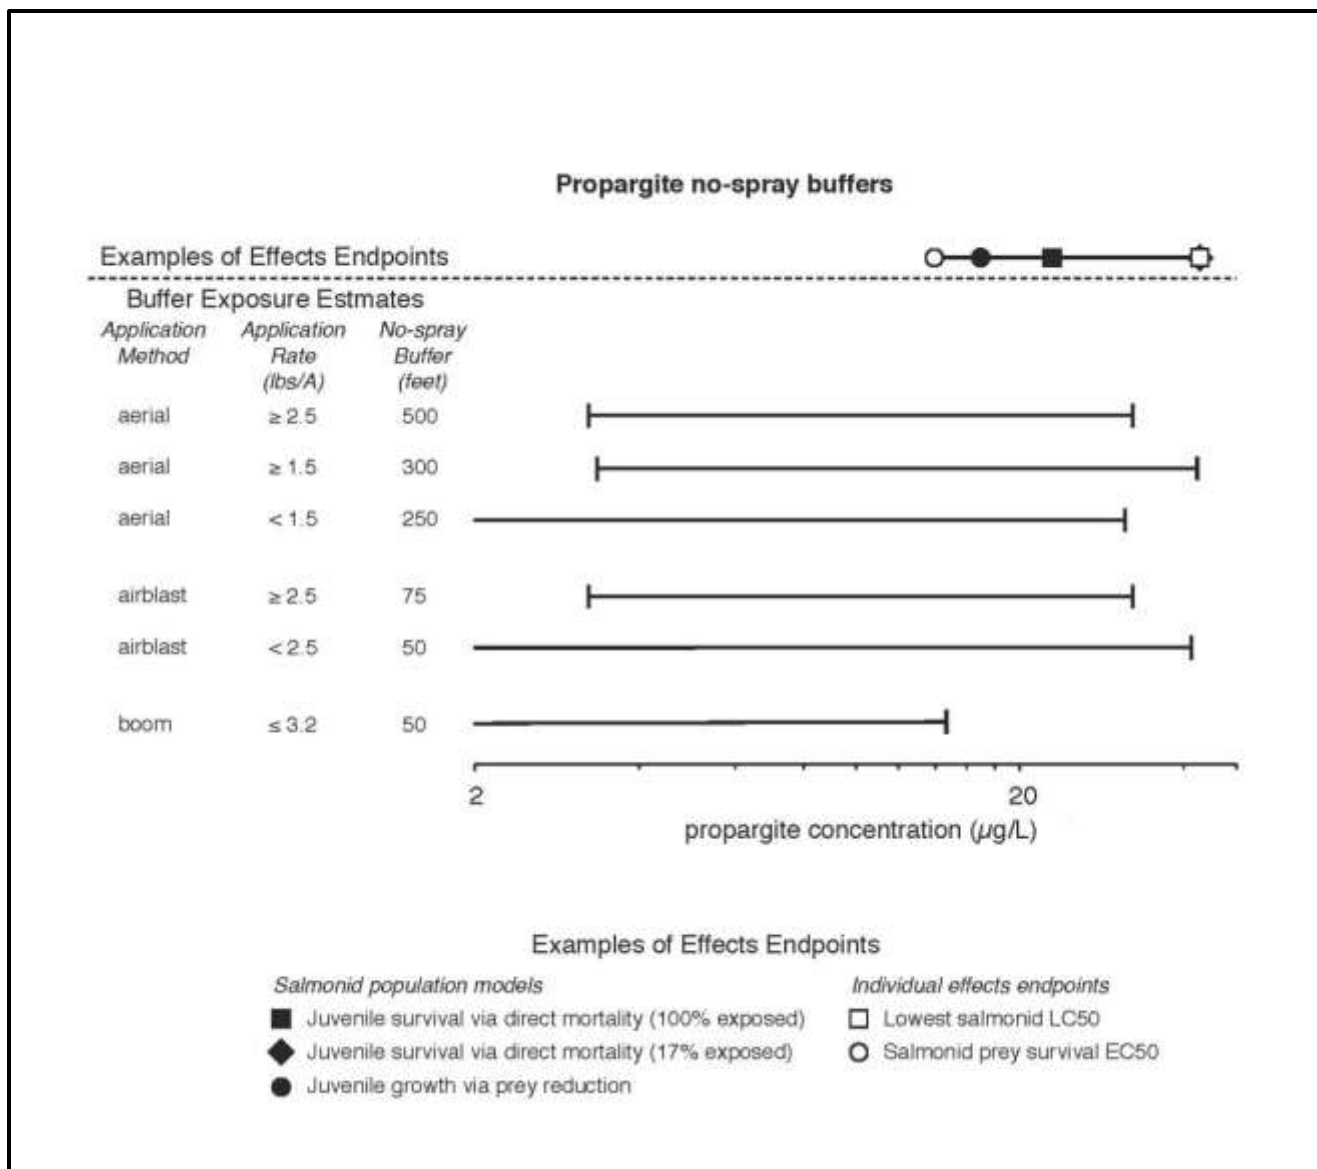 Propargite no-spray buffers
Examples of Effects Endpoints
Buffer Exposure Estmates
Application Method Application Rate (lbs/A) No-spray Buffer (feet)
aerial ≥ 2.5 500
aerial ≥ 1.5 300
aerial < 1.5 250
airblast ≥ 2.5 75
airblast < 2.5 50
boom ≤ 3.2 50
2 20
propargite concentration (µg/L)
Examples of Effects Endpoints
Salmonid population models
Juvenile survival via direct mortality (100% exposed)
Juvenile survival via direct mortality (17% exposed)
Juvenile growth via prey reduction
Individual effects endpoints
Lowest salmonid LC50
Salmonid prey survival EC50